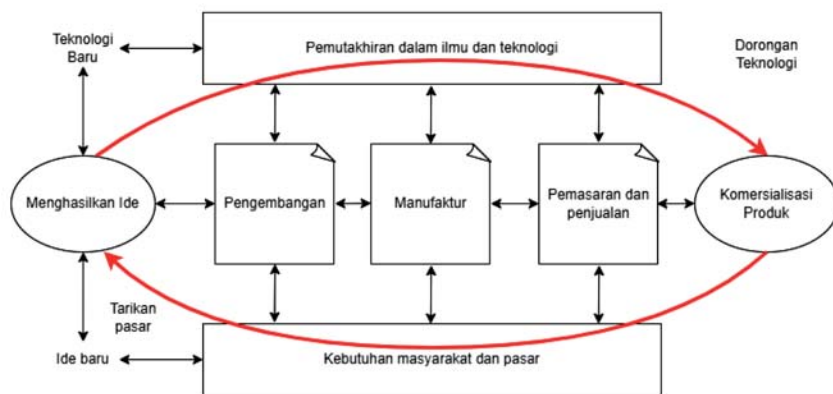 Teknologi
Baru
Pemutakhiran dalam ilmu dan teknologi
Dorongan
Teknologi
Menghasilkan Ide
Pengembangan
Manufaktur
Pemasaran dan
penjualan
Komersialisasi
Produk
Tarikan
pasar
Ide baru
Kebutuhan masyarakat dan pasar